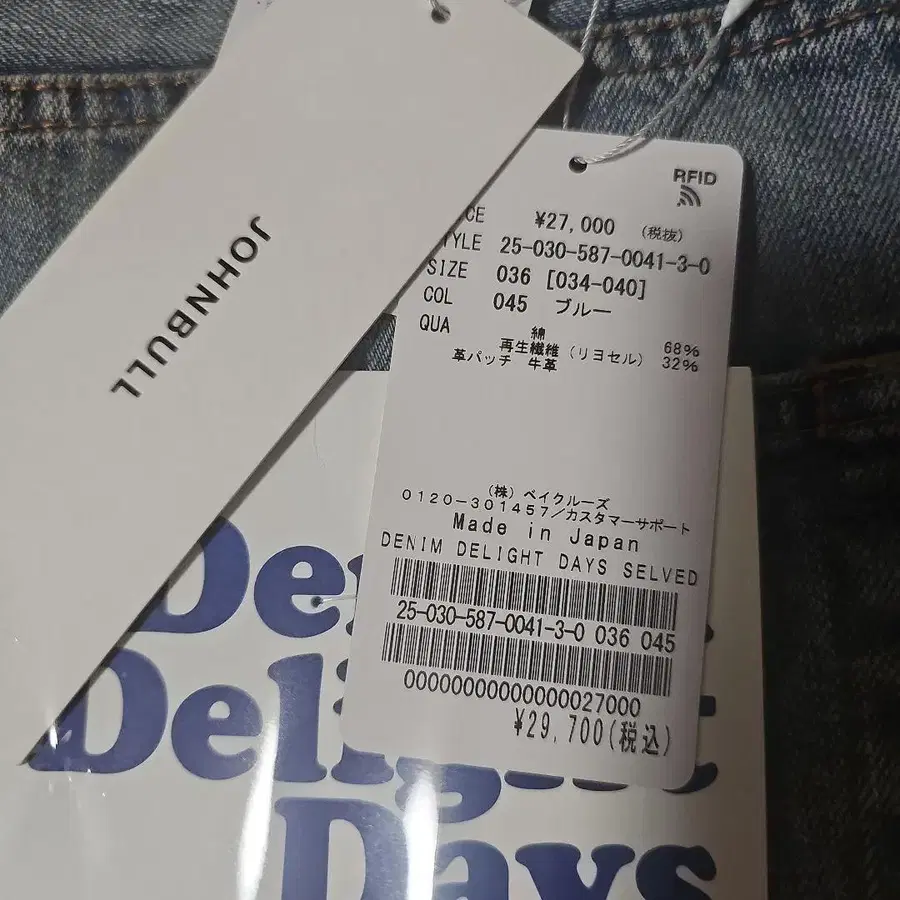 JOHNBULL
RFID
CE ¥27,000 (税抜)
TYLE 25-030-587-0041-3-0
SIZE 036 [034-040]
COL 045 ブルー
QUA 綿 68%
再生繊維 (リヨセル) 32%
革パッチ 牛革
(株) ベイクルーズ
0120-301457/カスタマーサポート
Made in Japan
DENIM DELIGHT DAYS SELVED
25-030-587-0041-3-0 036 045
00000000000000027000
¥29,700(税込)
De
Delight
Days